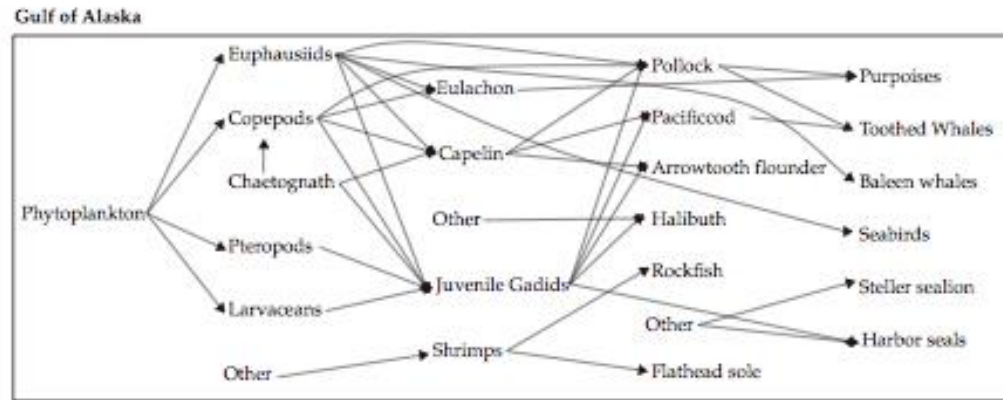 Gulf of Alaska
Euphausiids
Pollock
Purpoises
Eulachon
Copepods
Pacificcod
Toothed Whales
Capelin
Arrowtooth flounder
Chaetognath
Baleen whales
Phytoplankton
Other
Halibuth
Seabirds
Pteropods
Rockfish
Juvenile Gadids
Steller sealion
Larvaceans
Other
Harbor seals
Shrimps
Other
Flathead sole